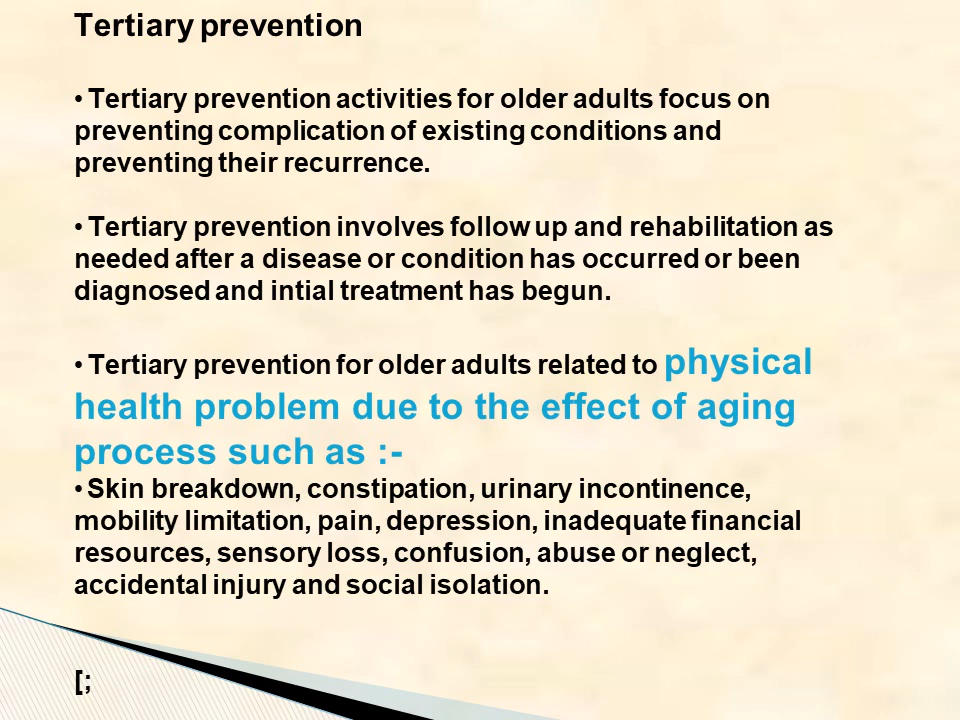 Tertiary prevention
• Tertiary prevention activities for older adults focus on
preventing complication of existing conditions and
preventing their recurrence.
• Tertiary prevention involves follow up and rehabilitation as
needed after a disease or condition has occurred or been
diagnosed and intial treatment has begun.
• Tertiary prevention for older adults related to physical
health problem due to the effect of aging
process such as :-
• Skin breakdown, constipation, urinary incontinence,
mobility limitation, pain, depression, inadequate financial
resources, sensory loss, confusion, abuse or neglect,
accidental injury and social isolation.
[;